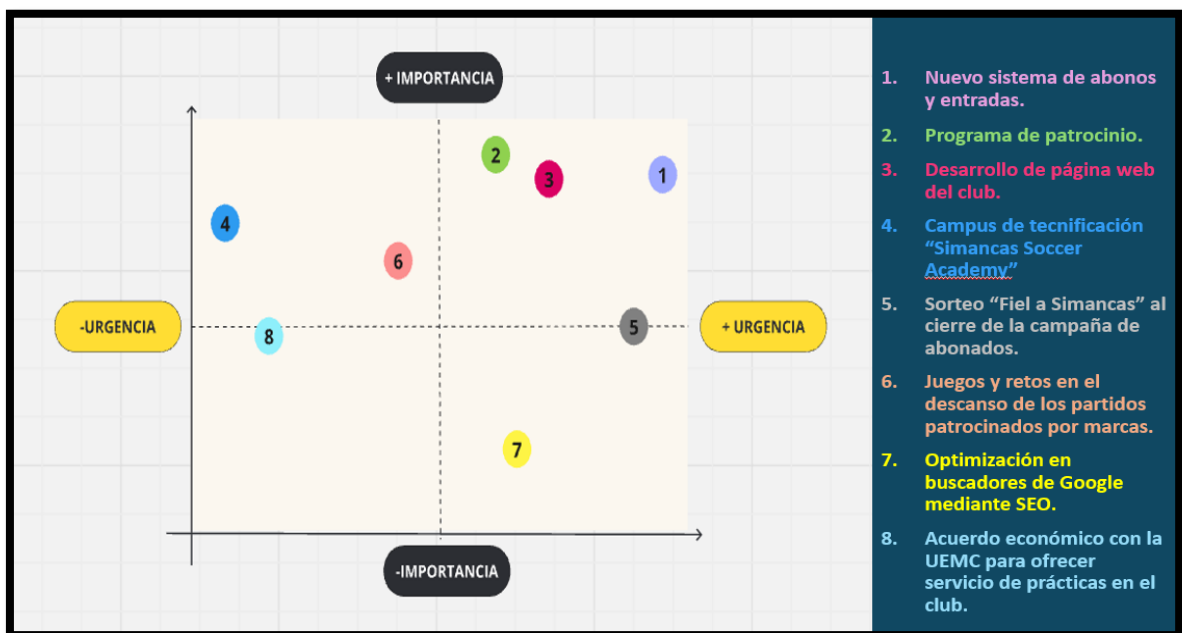 + IMPORTANCIA
2
3
1
4
6
-URGENCIA
8
5
+ URGENCIA
7
-IMPORTANCIA
1. Nuevo sistema de abonos
y entradas.
2. Programa de patrocinio.
3. Desarrollo de página web
del club.
4. Campus de tecnificación
“Simancas Soccer
Academy”
5. Sorteo “Fiel a Simancas” al
cierre de la campaña de
abonados.
6. Juegos y retos en el
descanso de los partidos
patrocinados por marcas.
7. Optimización en
buscadores de Google
mediante SEO.
8. Acuerdo económico con la
UEMC para ofrecer
servicio de prácticas en el
club.